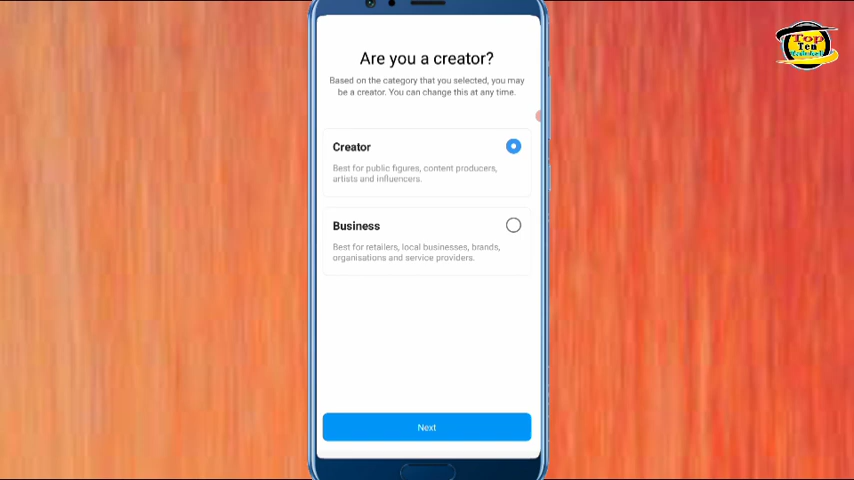 Top
Ten
Are you a creator?
Based on the category that you selected, you may
be a creator. You can change this at any time.
Creator
Best for public figures, content producers,
artists and influencers.
Business
Best for retailers, local businesses, brands,
organisations and service providers.
Next